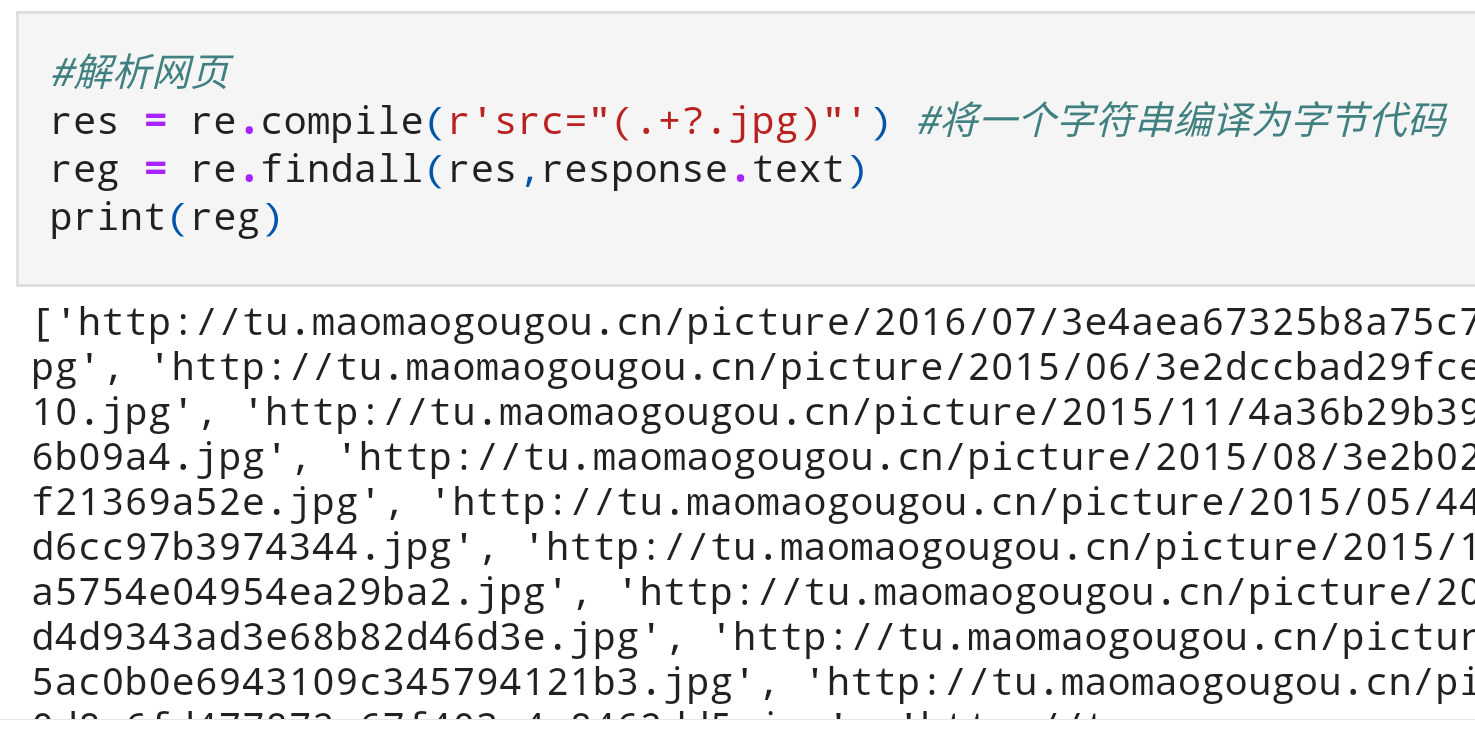 #解析网页
res = re.compile(r'src="(.+?.jpg)"') #将一个字符串编译为字节代码
reg = re.findall(res,response.text)
print(reg)
['http://tu.maomaogougou.cn/picture/2016/07/3e4aea67325b8a75c7
pg', 'http://tu.maomaogougou.cn/picture/2015/06/3e2dccbad29fce
10.jpg', 'http://tu.maomaogougou.cn/picture/2015/11/4a36b29b39
6b09a4.jpg', 'http://tu.maomaogougou.cn/picture/2015/08/3e2b02
f21369a52e.jpg', 'http://tu.maomaogougou.cn/picture/2015/05/44
d6cc97b3974344.jpg', 'http://tu.maomaogougou.cn/picture/2015/1
a5754e04954ea29ba2.jpg', 'http://tu.maomaogougou.cn/picture/20
d4d9343ad3e68b82d46d3e.jpg', 'http://tu.maomaogougou.cn/pictur
5ac0b0e6943109c345794121b3.jpg', 'http://tu.maomaogougou.cn/pi